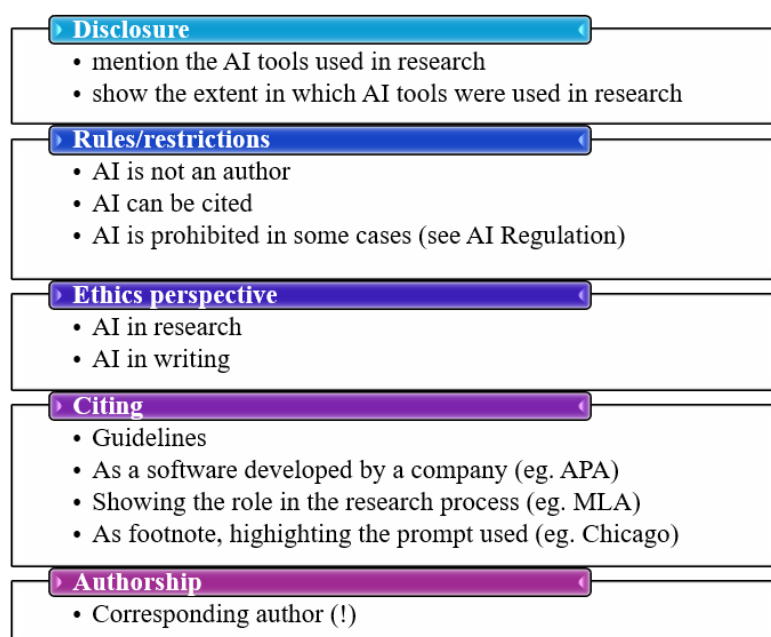 Disclosure
• mention the AI tools used in research
• show the extent in which AI tools were used in research
Rules/restrictions
• AI is not an author
• AI can be cited
• AI is prohibited in some cases (see AI Regulation)
Ethics perspective
• AI in research
• AI in writing
Citing
• Guidelines
• As a software developed by a company (eg. APA)
• Showing the role in the research process (eg. MLA)
• As footnote, highlighting the prompt used (eg. Chicago)
Authorship
• Corresponding author (!)